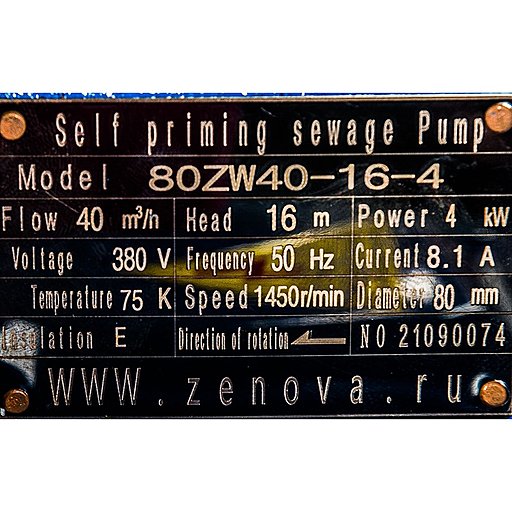 Self priming sewage Pump
Model 80ZW40-16-4
Flow 40 m³/h Head 16 m Power 4 kW
Voltage 380 V Frequency 50 Hz Current 8.1 A
Temperature 75 K Speed 1450r/min Diameter 80 mm
Insolation E Direction of rotation NO 21090074
WWW.zenova.ru